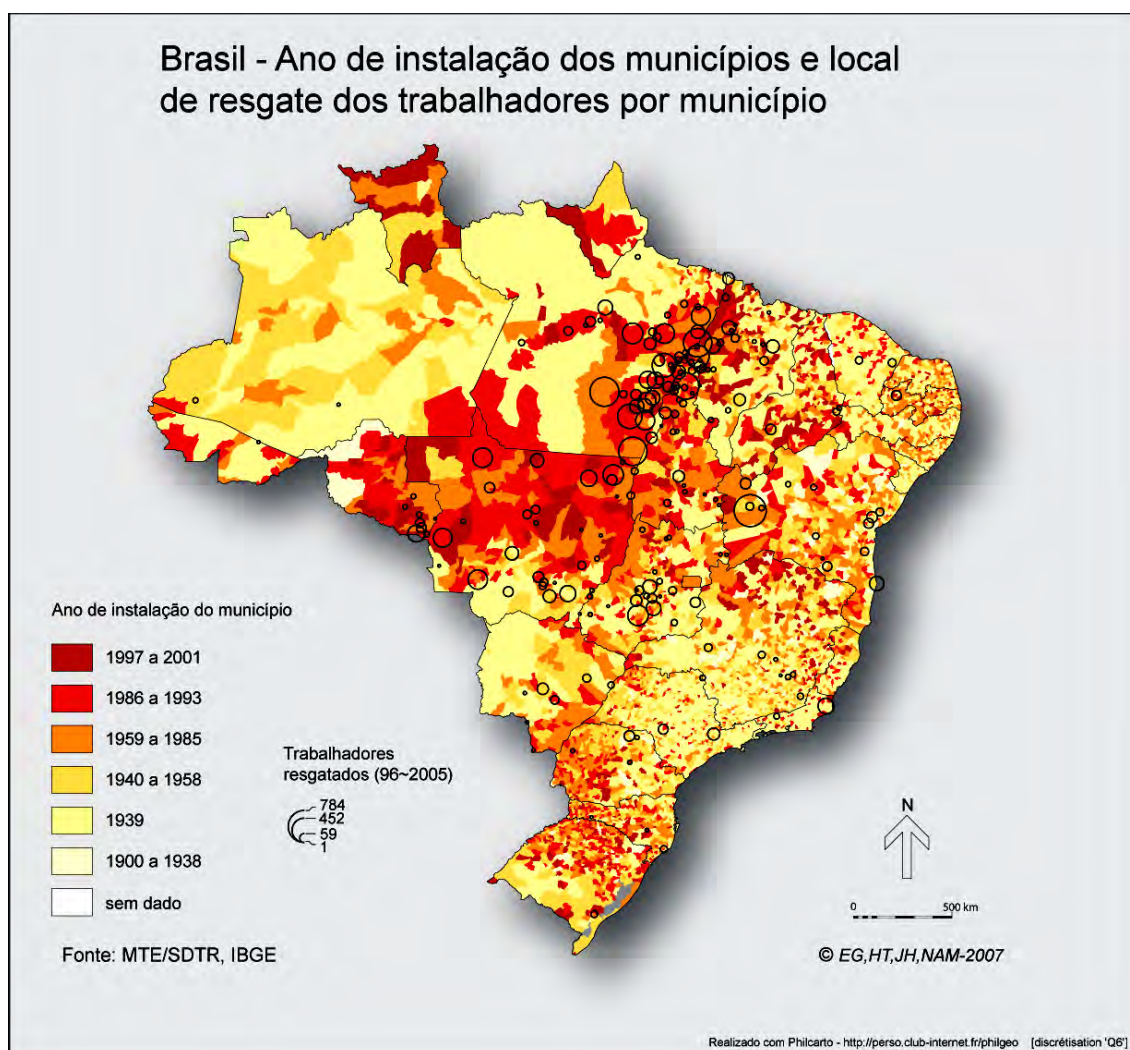 Brasil - Ano de instalação dos municípios e local
de resgate dos trabalhadores por município
Ano de instalação do município
1997 a 2001
1986 a 1993
1959 a 1985
1940 a 1958
1939
1900 a 1938
sem dado
Trabalhadores
resgatados (96~2005)
784
452
59
1
N
0 500 km
Fonte: MTE/SDTR, IBGE
© EG,HT,JH,NAM-2007
Realizado com Philcarto - http://perso.club-internet.fr/philgeo [discrétisation 'Q6']